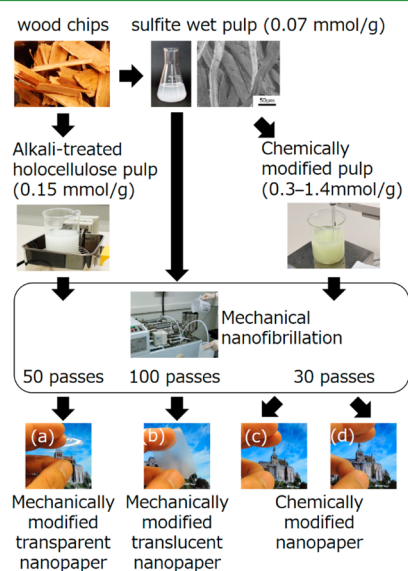 wood chips
sulfite wet pulp (0.07 mmol/g)
50μm
Alkali-treated
holocellulose pulp
(0.15 mmol/g)
Chemically
modified pulp
(0.3–1.4mmol/g)
Mechanical
nanofibrillation
50 passes
100 passes
30 passes
(a)
(b)
(c)
(d)
Mechanically
modified
transparent
nanopaper
Mechanically
modified
translucent
nanopaper
Chemically
modified
nanopaper